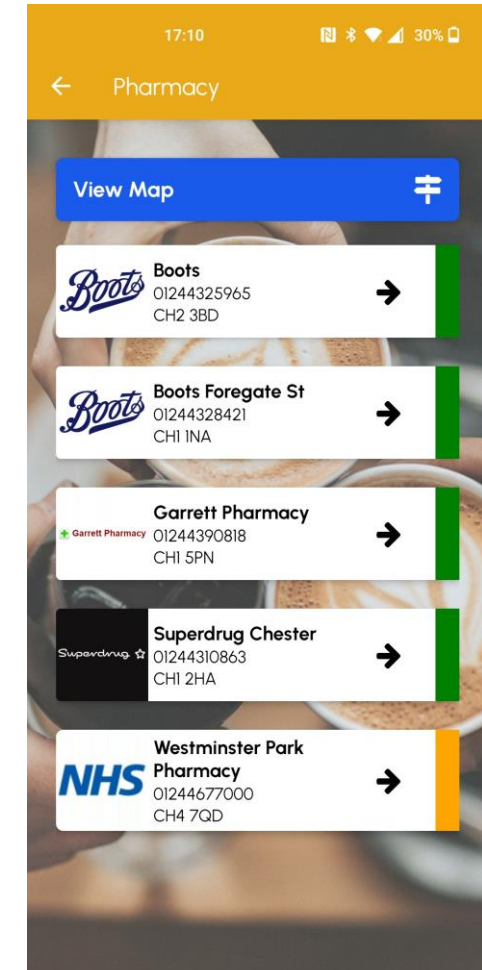 17:10 30%
Pharmacy
View Map
Boots
Boots
01244325965
CH2 3BD
Boots
Boots Foregate St
01244328421
CH1 1NA
Garrett Pharmacy
Garrett Pharmacy
01244390818
CH1 5PN
Superdrug
Superdrug Chester
01244310863
CH1 2HA
NHS
Westminster Park
Pharmacy
01244677000
CH4 7QD